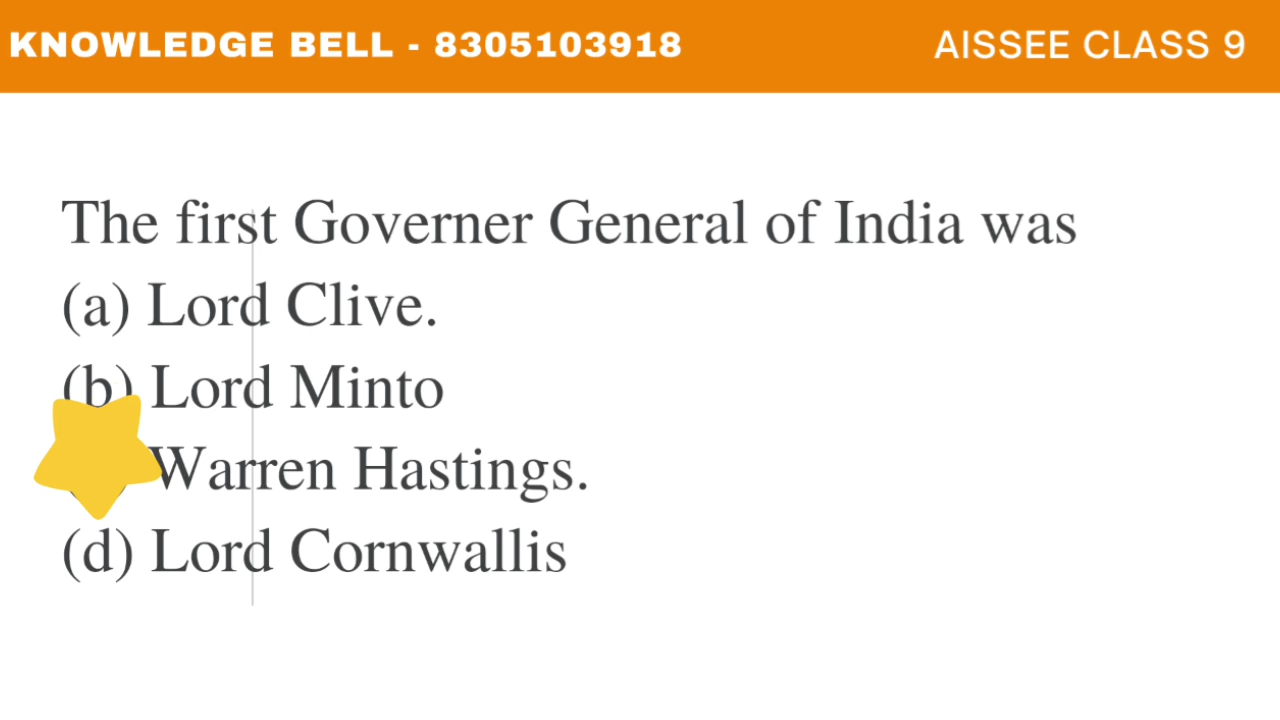 KNOWLEDGE BELL - 8305103918
AISSEE CLASS 9
The first Governer General of India was
(a) Lord Clive.
(b) Lord Minto
Warren Hastings.
(d) Lord Cornwallis